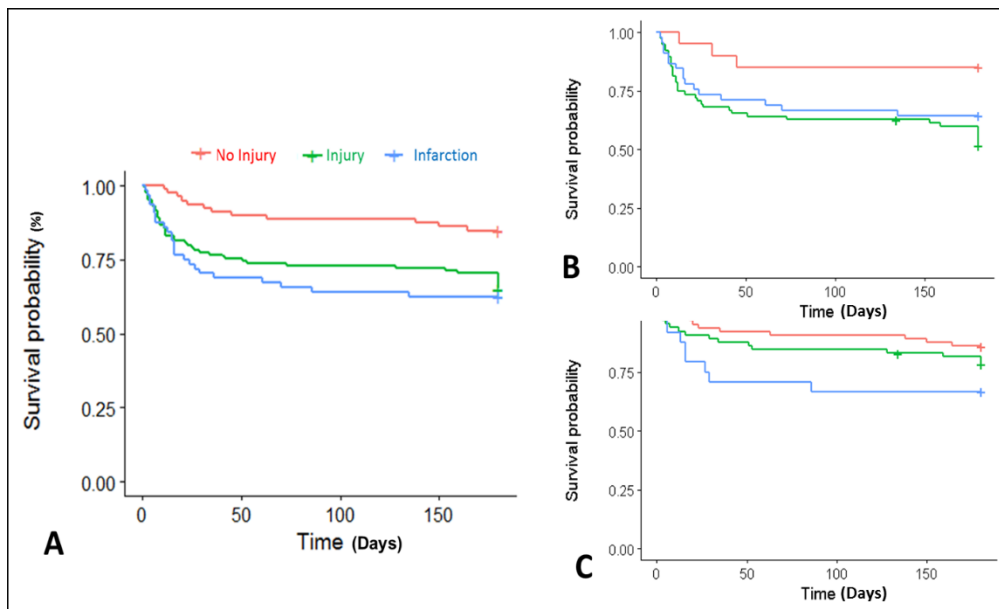 No Injury Injury Infarction
Survival probability (%)
1.00
0.75
0.50
0.25
0.00
0 50 100 150
Time (Days)
A
Survival probability
1.00
0.75
0.50
0.25
0.00
0 50 100 150
Time (Days)
B
Survival probability
0.75
0.50
0.25
0.00
0 50 100 150
Time (Days)
C